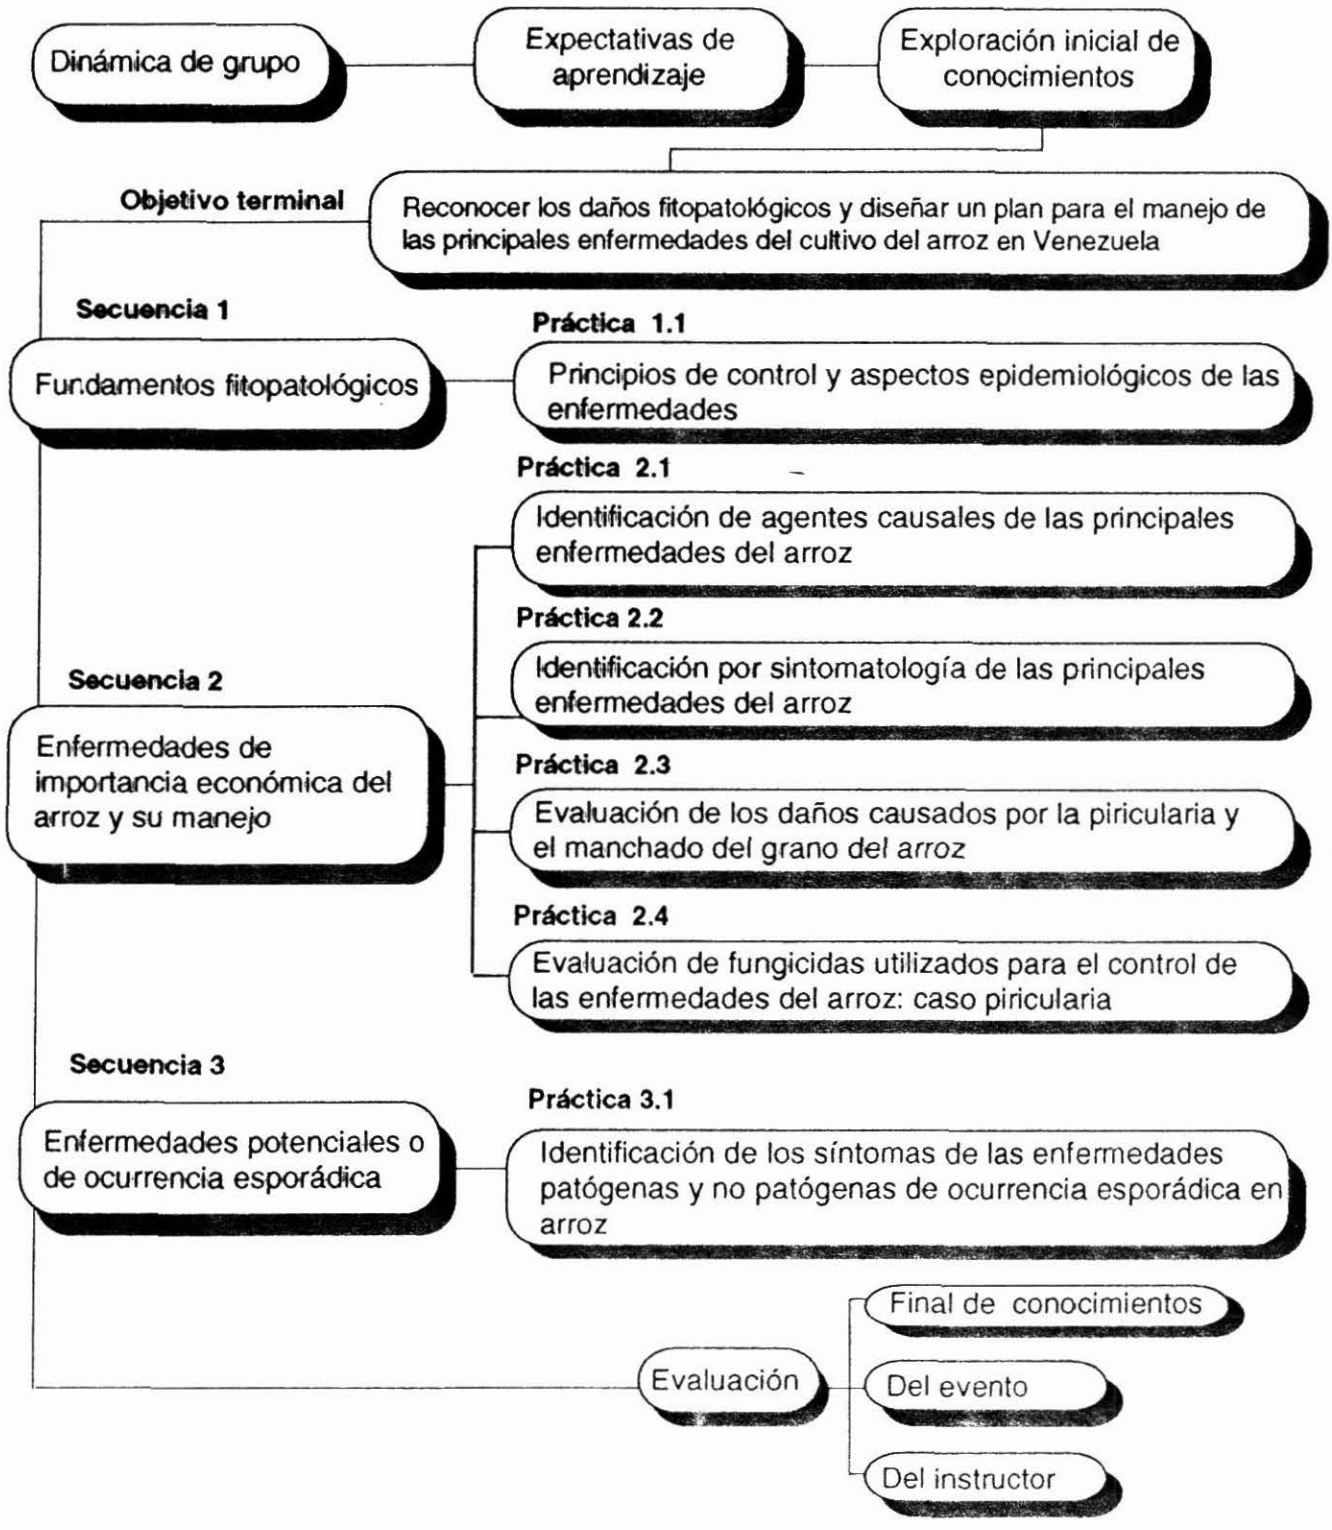 Dinámica de grupo
Expectativas de
aprendizaje
Exploración inicial de
conocimientos
Objetivo terminal
Reconocer los daños fitopatológicos y diseñar un plan para el manejo de
las principales enfermedades del cultivo del arroz en Venezuela
Secuencia 1
Fundamentos fitopatológicos
Práctica 1.1
Principios de control y aspectos epidemiológicos de las
enfermedades
Práctica 2.1
Identificación de agentes causales de las principales
enfermedades del arroz
Práctica 2.2
Identificación por sintomatología de las principales
enfermedades del arroz
Secuencia 2
Enfermedades de
importancia económica del
arroz y su manejo
Práctica 2.3
Evaluación de los daños causados por la piricularia y
el manchado del grano del arroz
Práctica 2.4
Evaluación de fungicidas utilizados para el control de
las enfermedades del arroz: caso piricularia
Secuencia 3
Enfermedades potenciales o
de ocurrencia esporádica
Práctica 3.1
Identificación de los síntomas de las enfermedades
patógenas y no patógenas de ocurrencia esporádica en
arroz
Evaluación
Final de conocimientos
Del evento
Del instructor